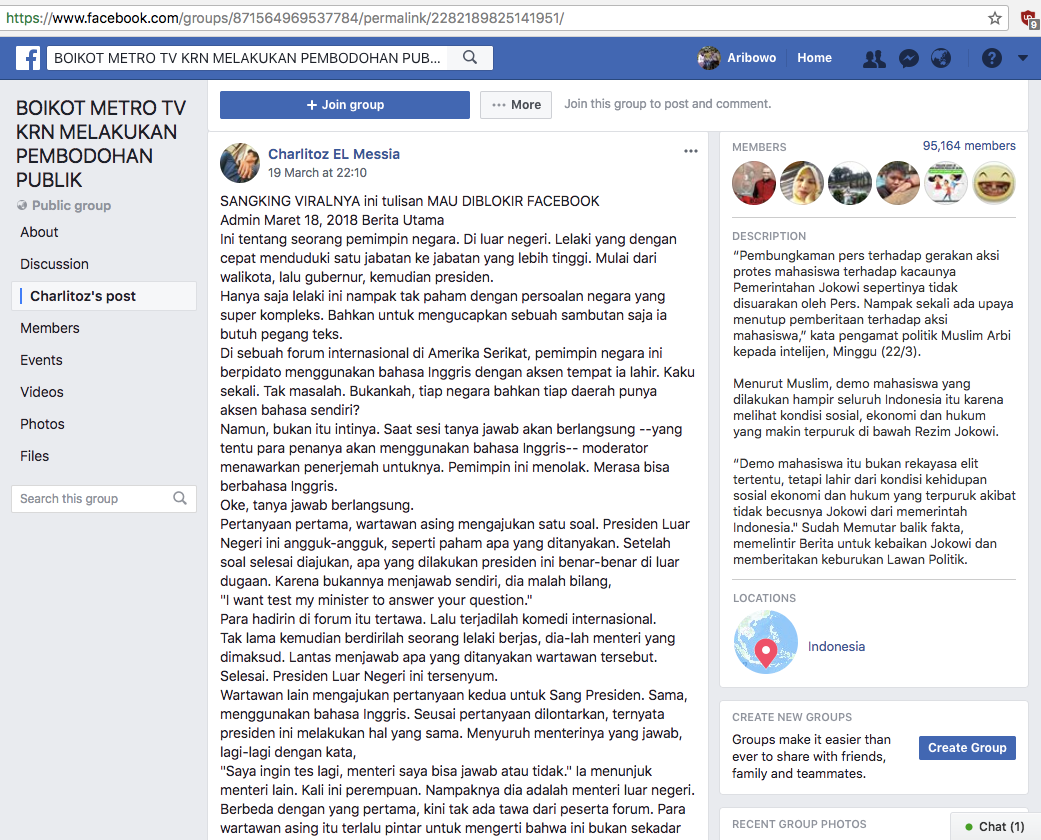 https://www.facebook.com/groups/871564969537784/permalink/2282189825141951/
9
BOIKOT METRO TV KRN MELAKUKAN PEMBODOHAN PUB...
Aribowo
Home
BOIKOT METRO TV
KRN MELAKUKAN
PEMBODOHAN
PUBLIK
Public group
About
Discussion
Charlitoz's post
Members
Events
Videos
Photos
Files
Search this group
+ Join group
More
Join this group to post and comment.
Charlitoz EL Messia
19 March at 22:10
SANGKING VIRALNYA ini tulisan MAU DIBLOKIR FACEBOOK
Admin Maret 18, 2018 Berita Utama
Ini tentang seorang pemimpin negara. Di luar negeri. Lelaki yang dengan
cepat menduduki satu jabatan ke jabatan yang lebih tinggi. Mulai dari
walikota, lalu gubernur, kemudian presiden.
Hanya saja lelaki ini nampak tak paham dengan persoalan negara yang
super kompleks. Bahkan untuk mengucapkan sebuah sambutan saja ia
butuh pegang teks.
Di sebuah forum internasional di Amerika Serikat, pemimpin negara ini
berpidato menggunakan bahasa Inggris dengan aksen tempat ia lahir. Kaku
sekali. Tak masalah. Bukankah, tiap negara bahkan tiap daerah punya
aksen bahasa sendiri?
Namun, bukan itu intinya. Saat sesi tanya jawab akan berlangsung --yang
tentu para penanya akan menggunakan bahasa Inggris-- moderator
menawarkan penerjemah untuknya. Pemimpin ini menolak. Merasa bisa
berbahasa Inggris.
Oke, tanya jawab berlangsung.
Pertanyaan pertama, wartawan asing mengajukan satu soal. Presiden Luar
Negeri ini angguk-angguk, seperti paham apa yang ditanyakan. Setelah
soal selesai diajukan, apa yang dilakukan presiden ini benar-benar di luar
dugaan. Karena bukannya menjawab sendiri, dia malah bilang,
"I want test my minister to answer your question."
Para hadirin di forum itu tertawa. Lalu terjadilah komedi internasional.
Tak lama kemudian berdirilah seorang lelaki berjas, dia-lah menteri yang
dimaksud. Lantas menjawab apa yang ditanyakan wartawan tersebut.
Selesai. Presiden Luar Negeri ini tersenyum.
Wartawan lain mengajukan pertanyaan kedua untuk Sang Presiden. Sama,
menggunakan bahasa Inggris. Seusai pertanyaan dilontarkan, ternyata
presiden ini melakukan hal yang sama. Menyuruh menterinya yang jawab,
lagi-lagi dengan kata,
"Saya ingin tes lagi, menteri saya bisa jawab atau tidak." Ia menunjuk
menteri lain. Kali ini perempuan. Nampaknya dia adalah menteri luar negeri.
Berbeda dengan yang pertama, kini tak ada tawa dari peserta forum. Para
wartawan asing itu terlalu pintar untuk mengerti bahwa ini bukan sekadar
MEMBERS
95,164 members
DESCRIPTION
“Pembungkaman pers terhadap gerakan aksi
protes mahasiswa terhadap kacaunya
Pemerintahan Jokowi sepertinya tidak
disuarakan oleh Pers. Nampak sekali ada upaya
menutup pemberitaan terhadap aksi
mahasiswa,” kata pengamat politik Muslim Arbi
kepada intelijen, Minggu (22/3).
Menurut Muslim, demo mahasiswa yang
dilakukan hampir seluruh Indonesia itu karena
melihat kondisi sosial, ekonomi dan hukum
yang makin terpuruk di bawah Rezim Jokowi.
“Demo mahasiswa itu bukan rekayasa elit
tertentu, tetapi lahir dari kondisi kehidupan
sosial ekonomi dan hukum yang terpuruk akibat
tidak becusnya Jokowi dari memerintah
Indonesia." Sudah Memutar balik fakta,
memelintir Berita untuk kebaikan Jokowi dan
memberitakan keburukan Lawan Politik.
LOCATIONS
Indonesia
CREATE NEW GROUPS
Groups make it easier than
ever to share with friends,
family and teammates.
Create Group
RECENT GROUP PHOTOS
Chat (1)